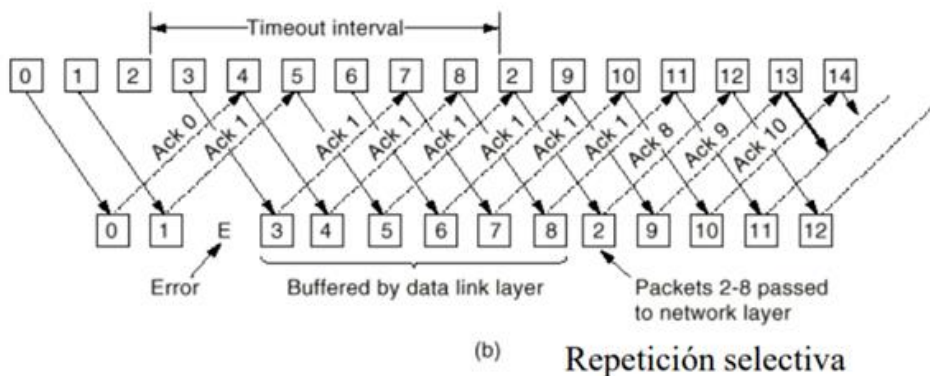 Timeout interval
0 1 2 3 4 5 6 7 8 2 9 10 11 12 13 14
Ack 0 Ack 1 Ack 1 Ack 1 Ack 1 Ack 1 Ack 1 Ack 1 Ack 8 Ack 9 Ack 10
0 1 E 3 4 5 6 7 8 2 9 10 11 12
Error Buffered by data link layer Packets 2-8 passed
to network layer
(b) Repetición selectiva